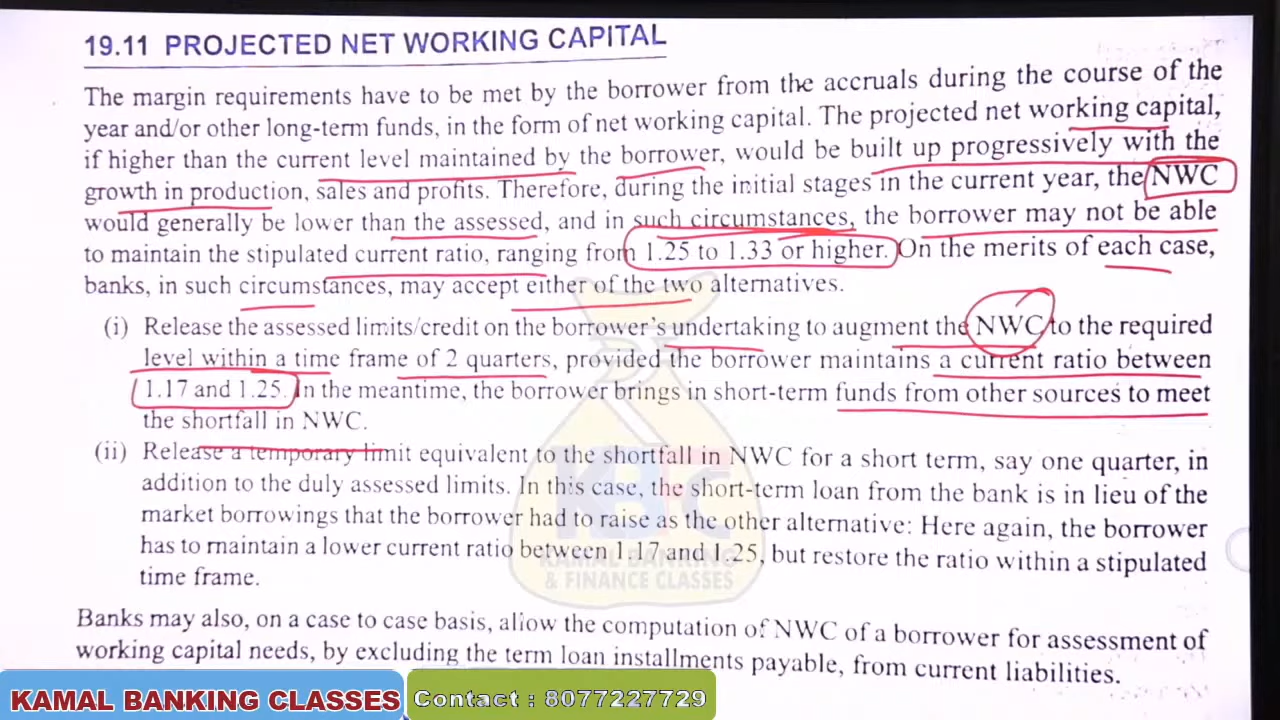 19.11 PROJECTED NET WORKING CAPITAL
The margin requirements have to be met by the borrower from the accruals during the course of the
year and/or other long-term funds, in the form of net working capital. The projected net working capital,
if higher than the current level maintained by the borrower, would be built up progressively with the
growth in production, sales and profits. Therefore, during the initial stages in the current year, the NWC
would generally be lower than the assessed, and in such circumstances, the borrower may not be able
to maintain the stipulated current ratio, ranging from 1.25 to 1.33 or higher. On the merits of each case,
banks, in such circumstances, may accept either of the two alternatives.
(i) Release the assessed limits/credit on the borrower's undertaking to augment the NWC to the required
level within a time frame of 2 quarters, provided the borrower maintains a current ratio between
1.17 and 1.25. In the meantime, the borrower brings in short-term funds from other sources to meet
the shortfall in NWC.
(ii) Release a temporary limit equivalent to the shortfall in NWC for a short term, say one quarter, in
addition to the duly assessed limits. In this case, the short-term loan from the bank is in lieu of the
market borrowings that the borrower had to raise as the other alternative: Here again, the borrower
has to maintain a lower current ratio between 1.17 and 1.25, but restore the ratio within a stipulated
time frame.
KBC
KAMAL BANKING
& FINANCE CLASSES
Banks may also, on a case to case basis, allow the computation of NWC of a borrower for assessment of
working capital needs, by excluding the term loan installments payable, from current liabilities.
KAMAL BANKING CLASSES
Contact : 8077227729